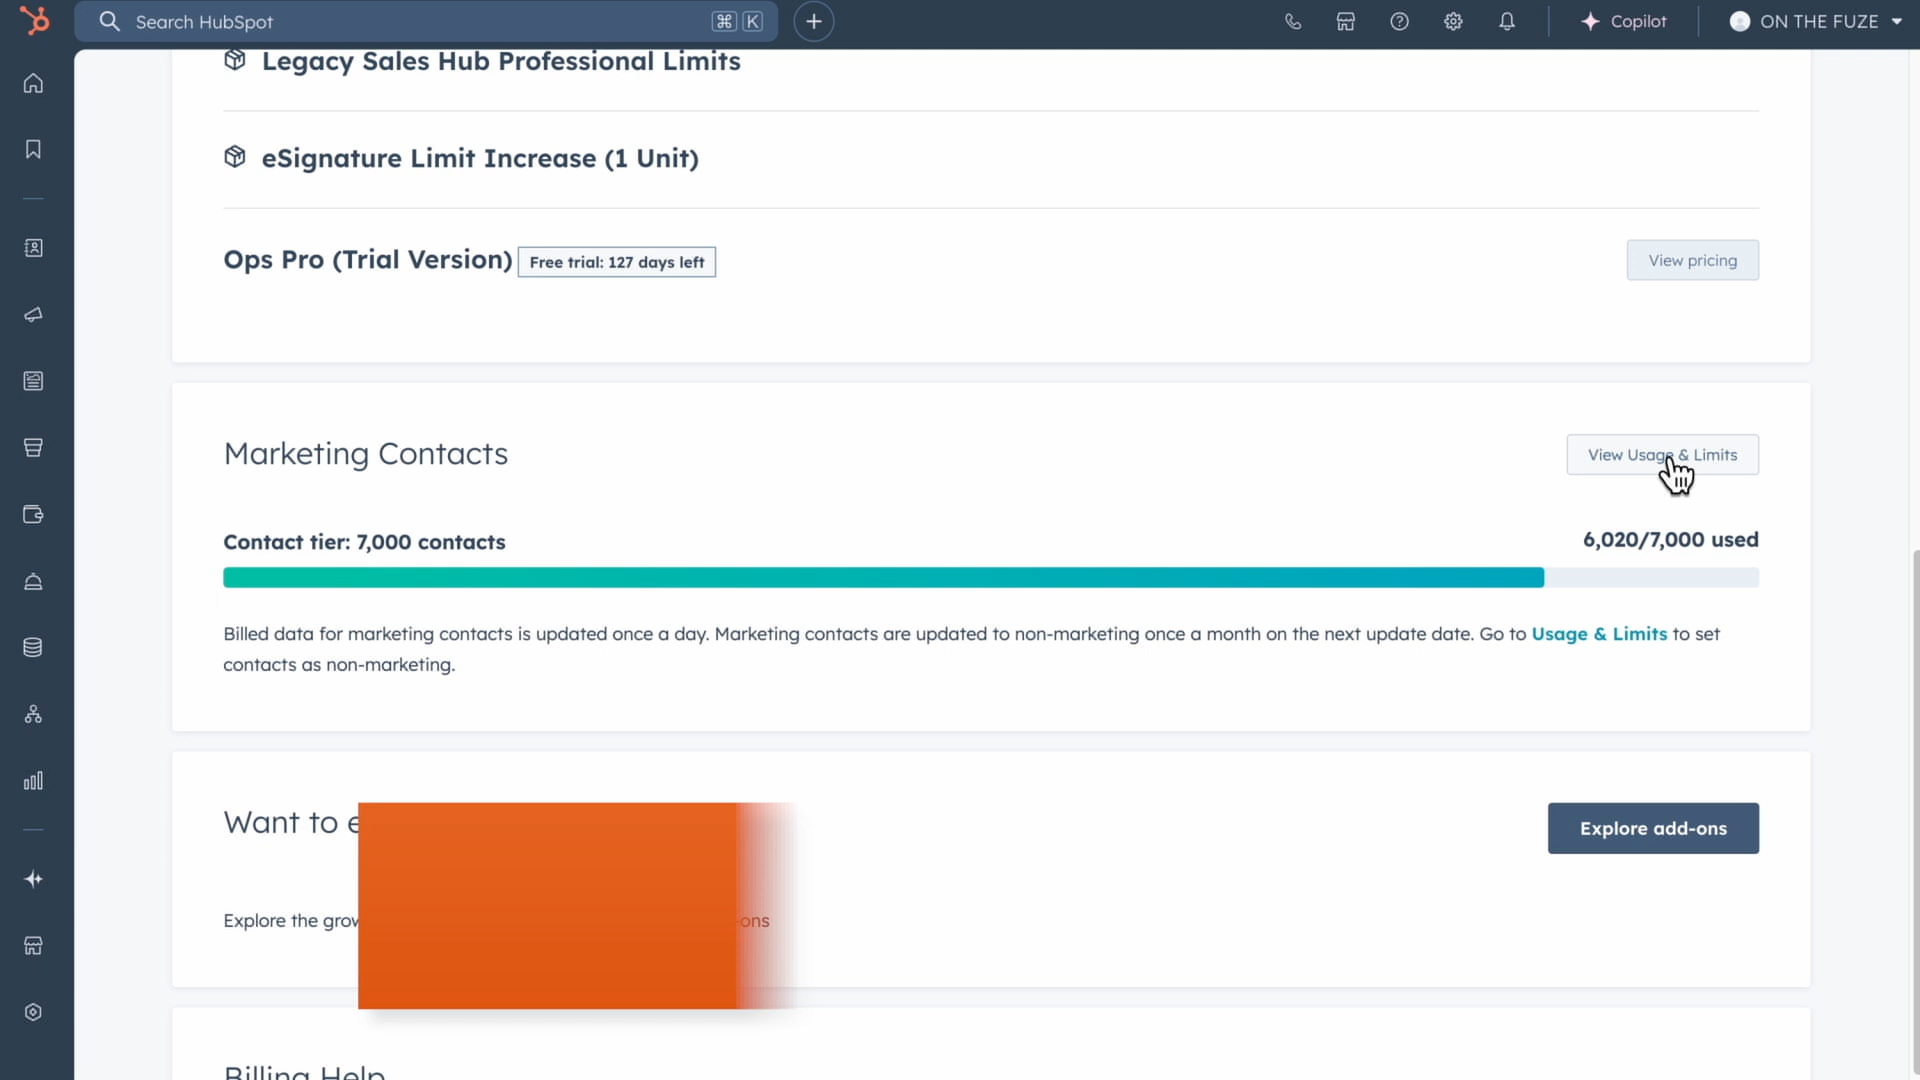 Search HubSpot
⌘ K
Copilot
ON THE FUZE
Legacy Sales Hub Professional Limits
eSignature Limit Increase (1 Unit)
Ops Pro (Trial Version) Free trial: 127 days left
View pricing
Marketing Contacts
View Usage & Limits
Contact tier: 7,000 contacts
6,020/7,000 used
Billed data for marketing contacts is updated once a day. Marketing contacts are updated to non-marketing once a month on the next update date. Go to Usage & Limits to set
contacts as non-marketing.
Want to
Explore add-ons
Explore the
-ons
Billing Help